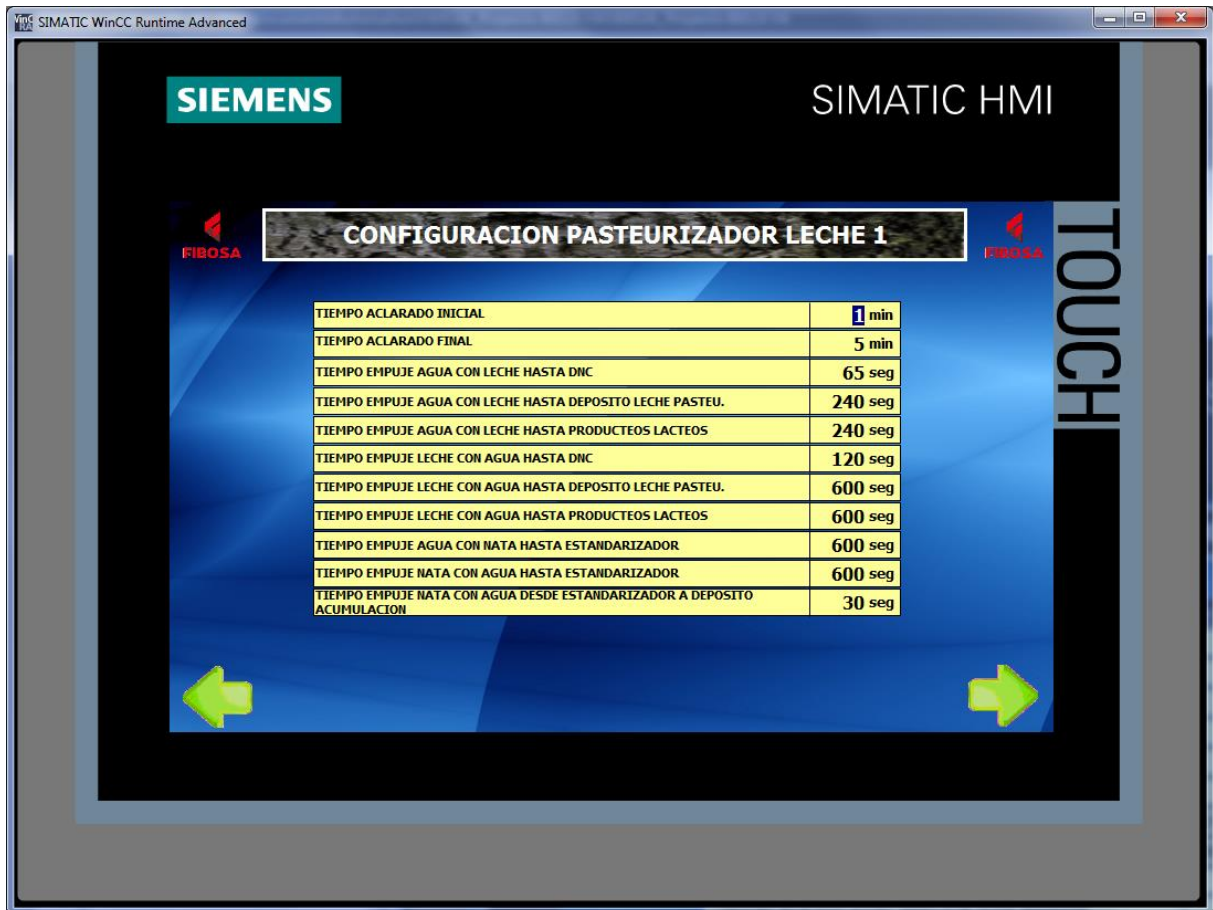 SIMATIC WinCC Runtime Advanced
SIEMENS
SIMATIC HMI
TOUCH
FIBOSA
CONFIGURACION PASTEURIZADOR LECHE 1
FIBOSA
TIEMPO ACLARADO INICIAL 1 min
TIEMPO ACLARADO FINAL 5 min
TIEMPO EMPUJE AGUA CON LECHE HASTA DNC 65 seg
TIEMPO EMPUJE AGUA CON LECHE HASTA DEPOSITO LECHE PASTEU. 240 seg
TIEMPO EMPUJE AGUA CON LECHE HASTA PRODUCTEOS LACTEOS 240 seg
TIEMPO EMPUJE LECHE CON AGUA HASTA DNC 120 seg
TIEMPO EMPUJE LECHE CON AGUA HASTA DEPOSITO LECHE PASTEU. 600 seg
TIEMPO EMPUJE LECHE CON AGUA HASTA PRODUCTEOS LACTEOS 600 seg
TIEMPO EMPUJE AGUA CON NATA HASTA ESTANDARIZADOR 600 seg
TIEMPO EMPUJE NATA CON AGUA HASTA ESTANDARIZADOR 600 seg
TIEMPO EMPUJE NATA CON AGUA DESDE ESTANDARIZADOR A DEPOSITO
ACUMULACION 30 seg